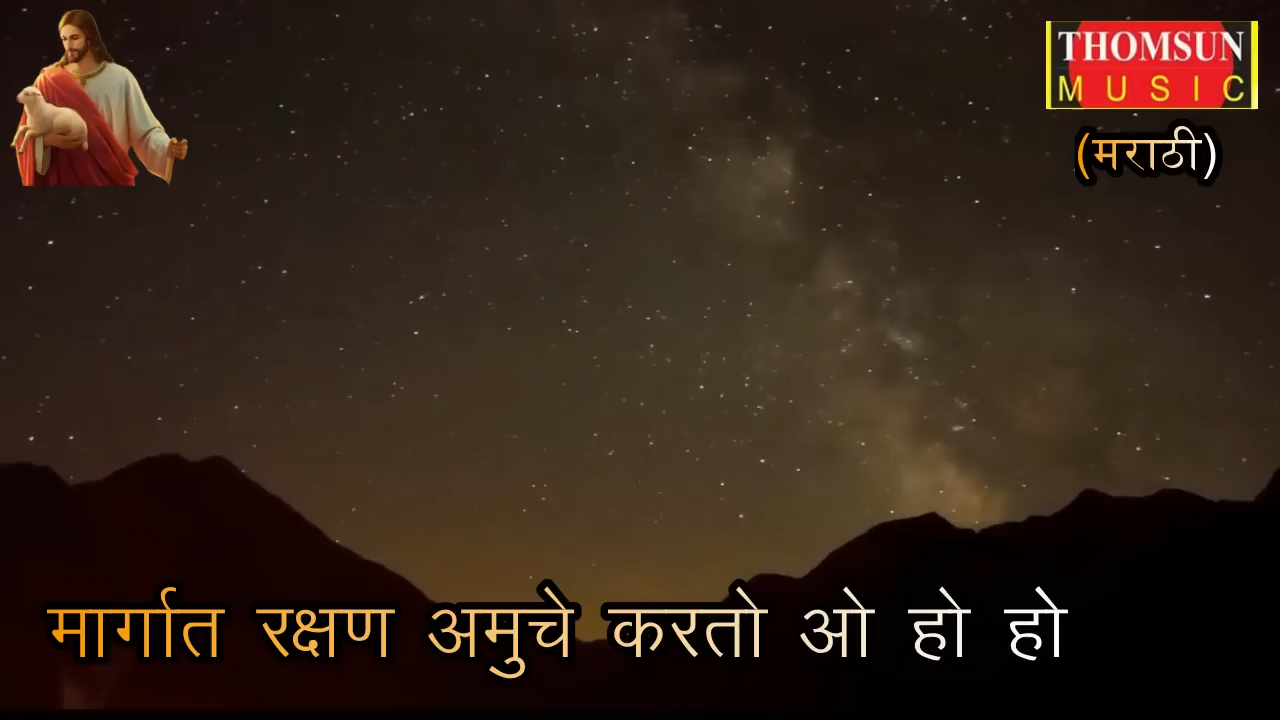 THOMSUN
MUSIC
(मराठी)
मार्गात रक्षण अमुचे करतो ओ हो हो